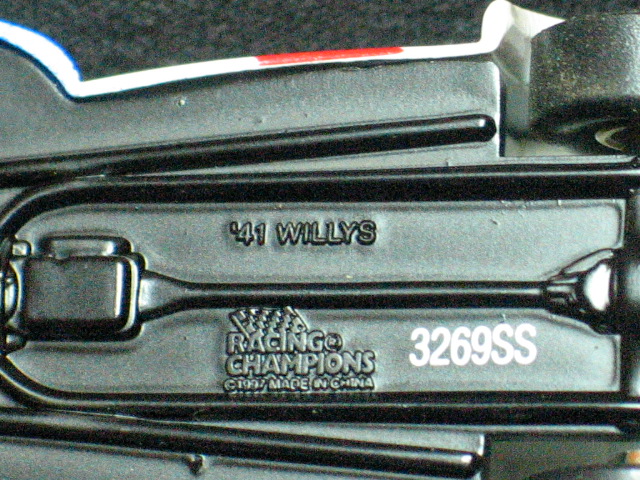 '41 WILLYS
RACING®
CHAMPIONS
©1997 MADE IN CHINA
3269SS